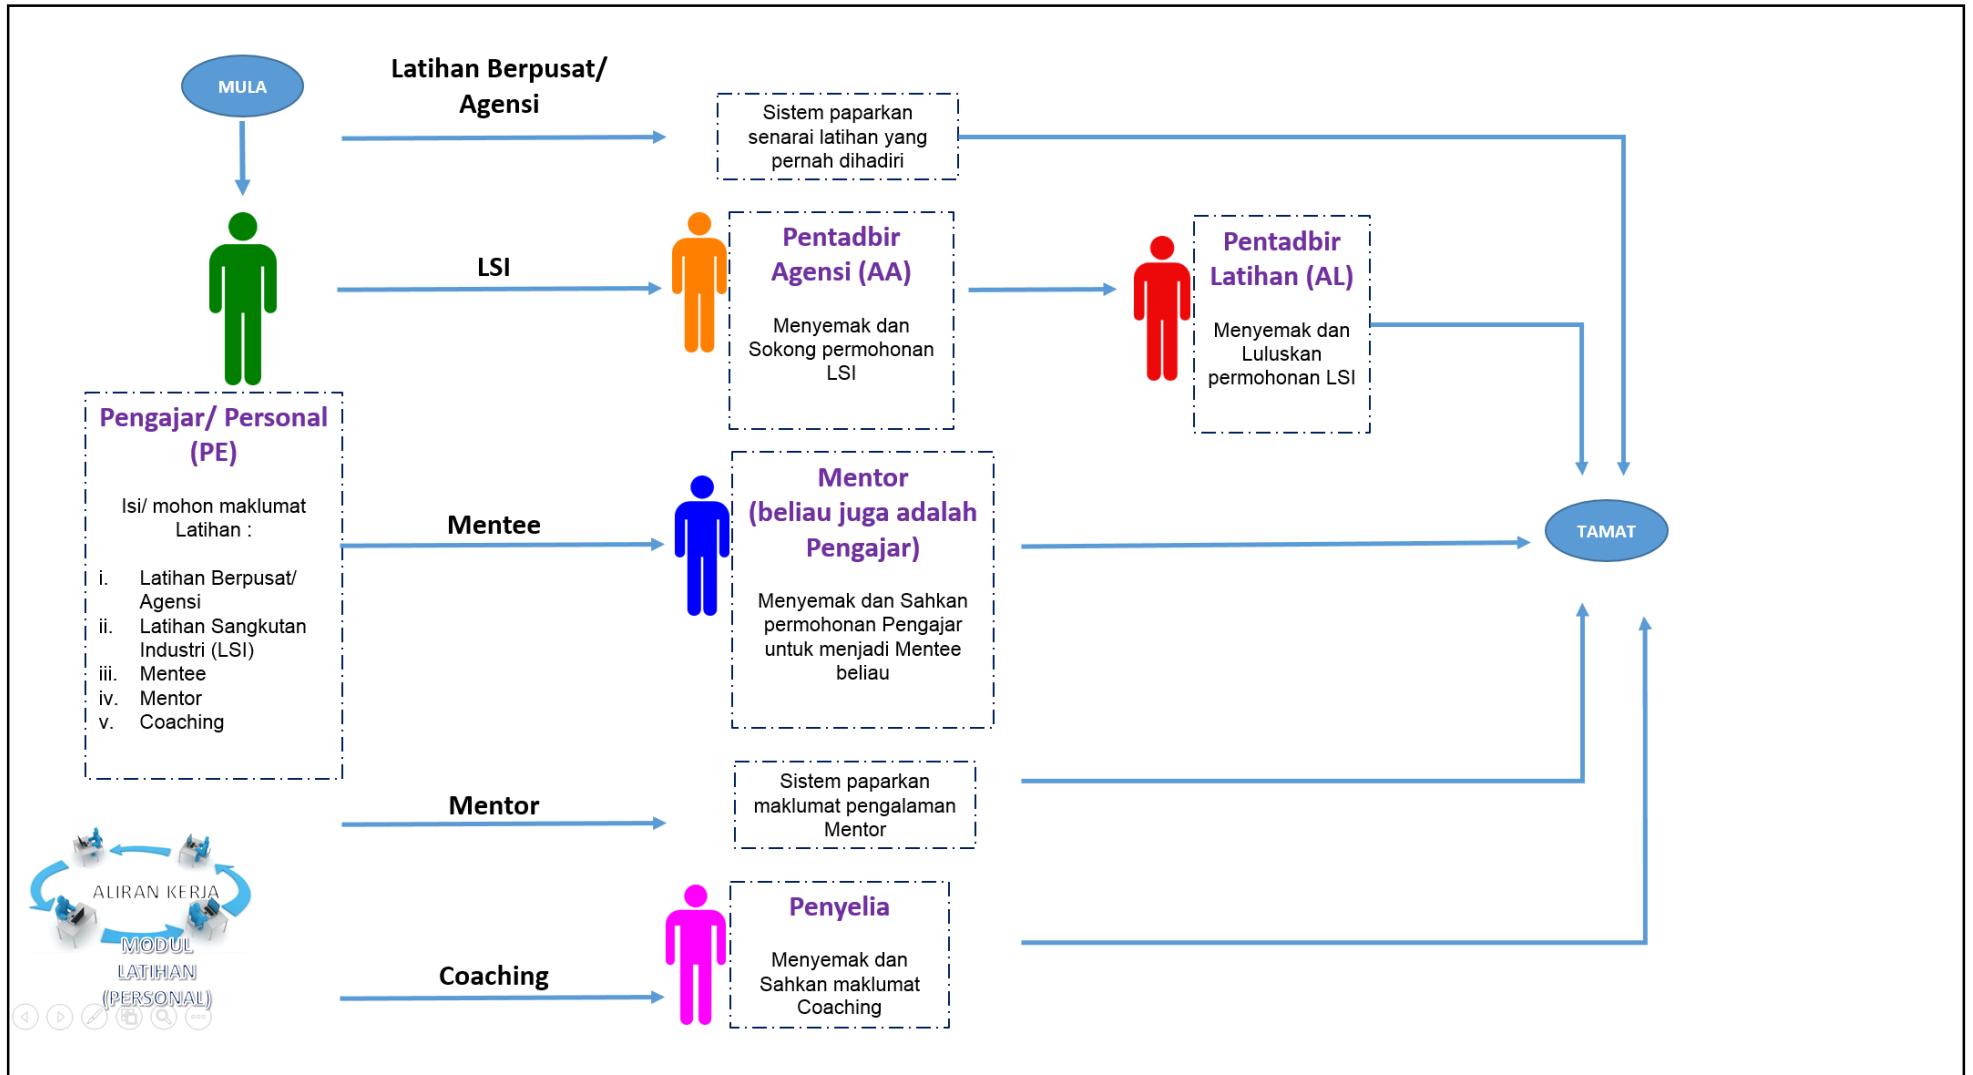 MULA
Latihan Berpusat/
Agensi
Sistem paparkan
senarai latihan yang
pernah dihadiri
LSI
Pentadbir
Agensi (AA)
Menyemak dan
Sokong permohonan
LSI
Pentadbir
Latihan (AL)
Menyemak dan
Luluskan
permohonan LSI
Pengajar/ Personal
(PE)
Isi/ mohon maklumat
Latihan :
i. Latihan Berpusat/
Agensi
ii. Latihan Sangkutan
Industri (LSI)
iii. Mentee
iv. Mentor
v. Coaching
Mentee
Mentor
(beliau juga adalah
Pengajar)
Menyemak dan Sahkan
permohonan Pengajar
untuk menjadi Mentee
beliau
TAMAT
Mentor
Sistem paparkan
maklumat pengalaman
Mentor
Coaching
Penyelia
Menyemak dan
Sahkan maklumat
Coaching
ALIRAN KERJA
MODUL
LATIHAN
(PERSONAL)